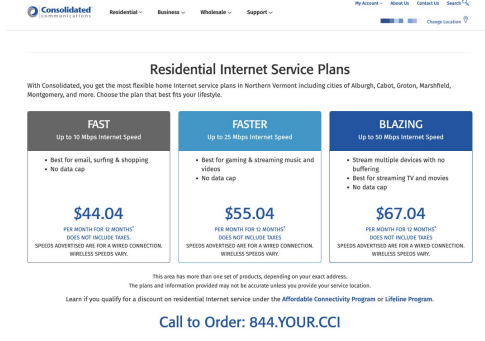 Consolidated
communications
Residential
Business
Wholesale
Support
My Account
About Us
Contact Us
Search
Change Location
Residential Internet Service Plans
With Consolidated, you get the most flexible home Internet service plans in Northern Vermont including cities of Alburgh, Cabot, Groton, Marshfield,
Montgomery, and more. Choose the plan that best fits your lifestyle.
FAST
Up to 10 Mbps Internet Speed
• Best for email, surfing & shopping
• No data cap
$44.04
PER MONTH FOR 12 MONTHS*
DOES NOT INCLUDE TAXES.
SPEEDS ADVERTISED ARE FOR A WIRED CONNECTION.
WIRELESS SPEEDS VARY.
FASTER
Up to 25 Mbps Internet Speed
• Best for gaming & streaming music and
videos
• No data cap
$55.04
PER MONTH FOR 12 MONTHS*
DOES NOT INCLUDE TAXES
SPEEDS ADVERTISED ARE FOR A WIRED CONNECTION.
WIRELESS SPEEDS VARY.
BLAZING
Up to 50 Mbps Internet Speed
• Stream multiple devices with no
buffering
• Best for streaming TV and movies
• No data cap
$67.04
PER MONTH FOR 12 MONTHS*
DOES NOT INCLUDE TAXES
SPEEDS ADVERTISED ARE FOR A WIRED CONNECTION.
WIRELESS SPEEDS VARY.
This area has more than one set of products, depending on your exact address.
The plans and information provided may not be accurate unless you provide your service location.
Learn if you qualify for a discount on residential Internet service under the Affordable Connectivity Program or Lifeline Program.
Call to Order: 844.YOUR.CCI